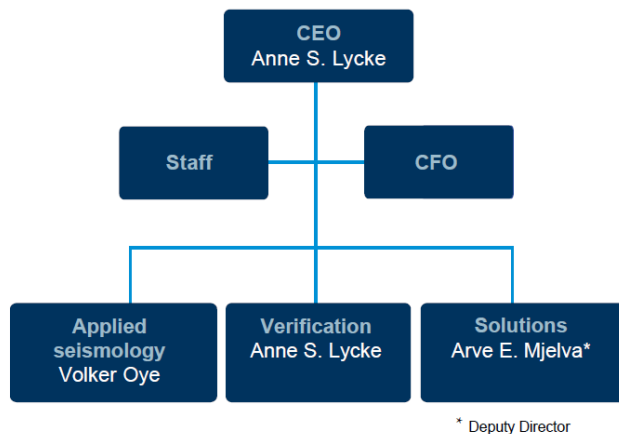 CEO
Anne S. Lycke
Staff
CFO
Applied
seismology
Volker Oye
Verification
Anne S. Lycke
Solutions
Arve E. Mjelva*
* Deputy Director